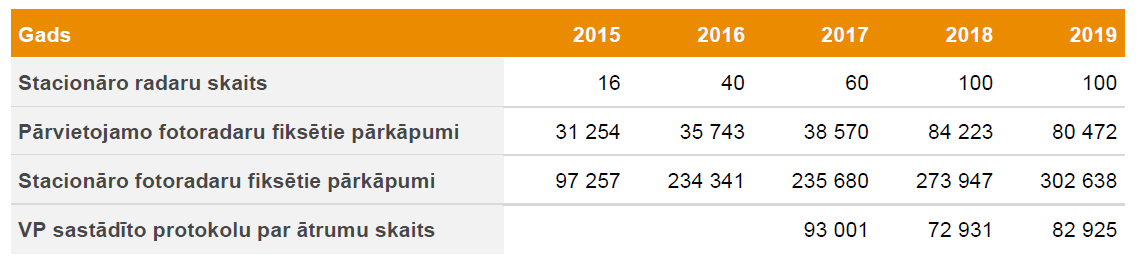 Gads 2015 2016 2017 2018 2019
Stacionāro radaru skaits 16 40 60 100 100
Pārvietojamo fotoradaru fiksētie pārkāpumi 31 254 35 743 38 570 84 223 80 472
Stacionāro fotoradaru fiksētie pārkāpumi 97 257 234 341 235 680 273 947 302 638
VP sastādīto protokolu par ātrumu skaits 93 001 72 931 82 925